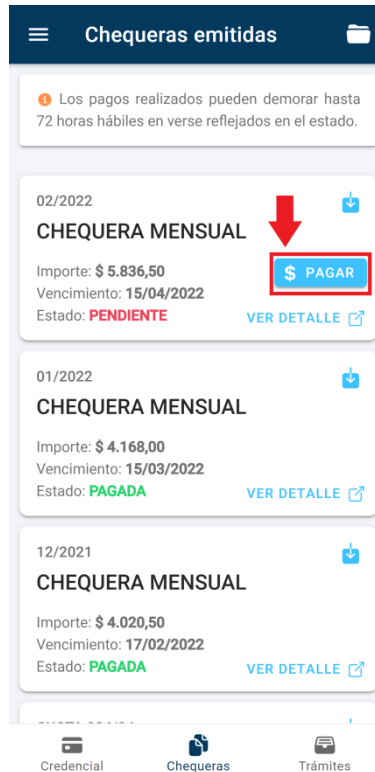 Chequeras emitidas
Los pagos realizados pueden demorar hasta
72 horas hábiles en verse reflejados en el estado.
02/2022
CHEQUERA MENSUAL
Importe: $ 5.836,50
$ PAGAR
Vencimiento: 15/04/2022
Estado: PENDIENTE
VER DETALLE
01/2022
CHEQUERA MENSUAL
Importe: $ 4.168,00
Vencimiento: 15/03/2022
Estado: PAGADA
VER DETALLE
12/2021
CHEQUERA MENSUAL
Importe: $ 4.020,50
Vencimiento: 17/02/2022
Estado: PAGADA
VER DETALLE
Credencial
Chequeras
Trámites